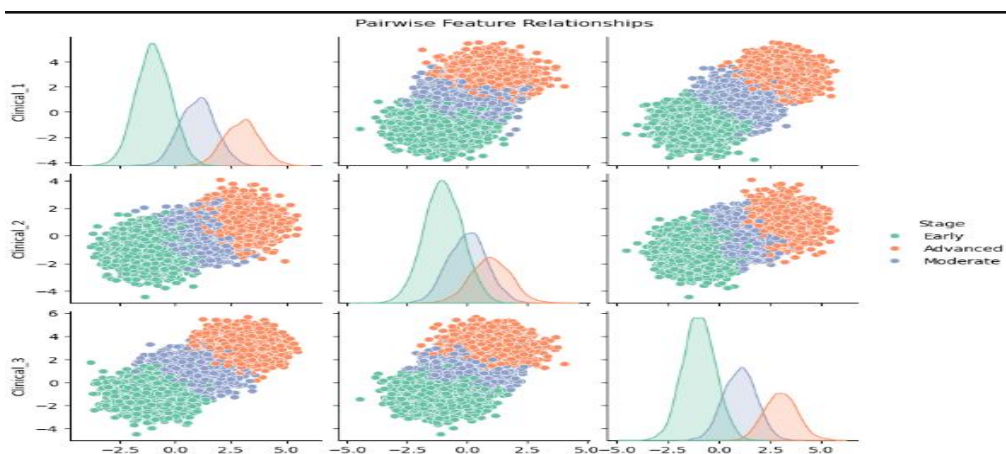 Pairwise Feature Relationships
Clinical_1
4
2
0
−2
−4
Clinical_2
4
2
0
−2
−4
Stage
Early
Advanced
Moderate
Clinical_3
6
4
2
0
−2
−4
−2.5 0.0 2.5 5.0 −5.0 −2.5 0.0 2.5 5.0−5.0 −2.5 0.0 2.5 5.0